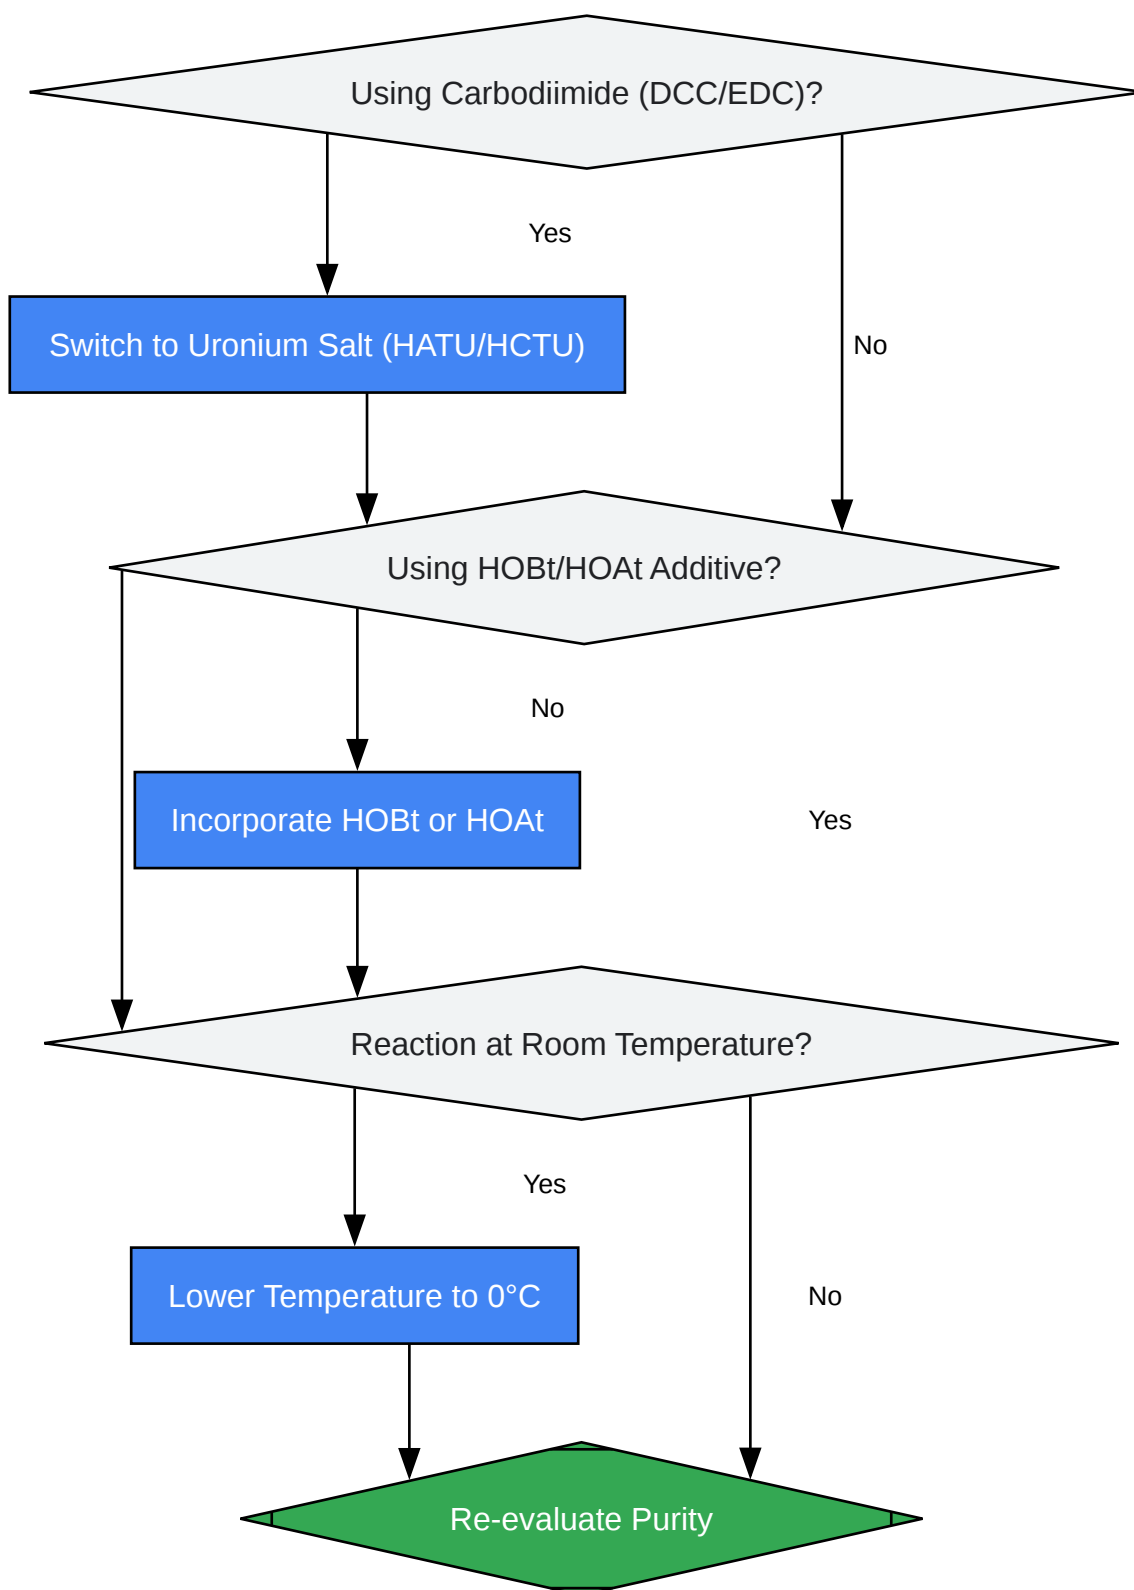 Using Carbodiimide (DCC/EDC)?
Yes
Switch to Uronium Salt (HATU/HCTU)
No
Using HOBt/HOAt Additive?
No
Incorporate HOBt or HOAt
Yes
Reaction at Room Temperature?
Yes
Lower Temperature to 0°C
No
Re-evaluate Purity